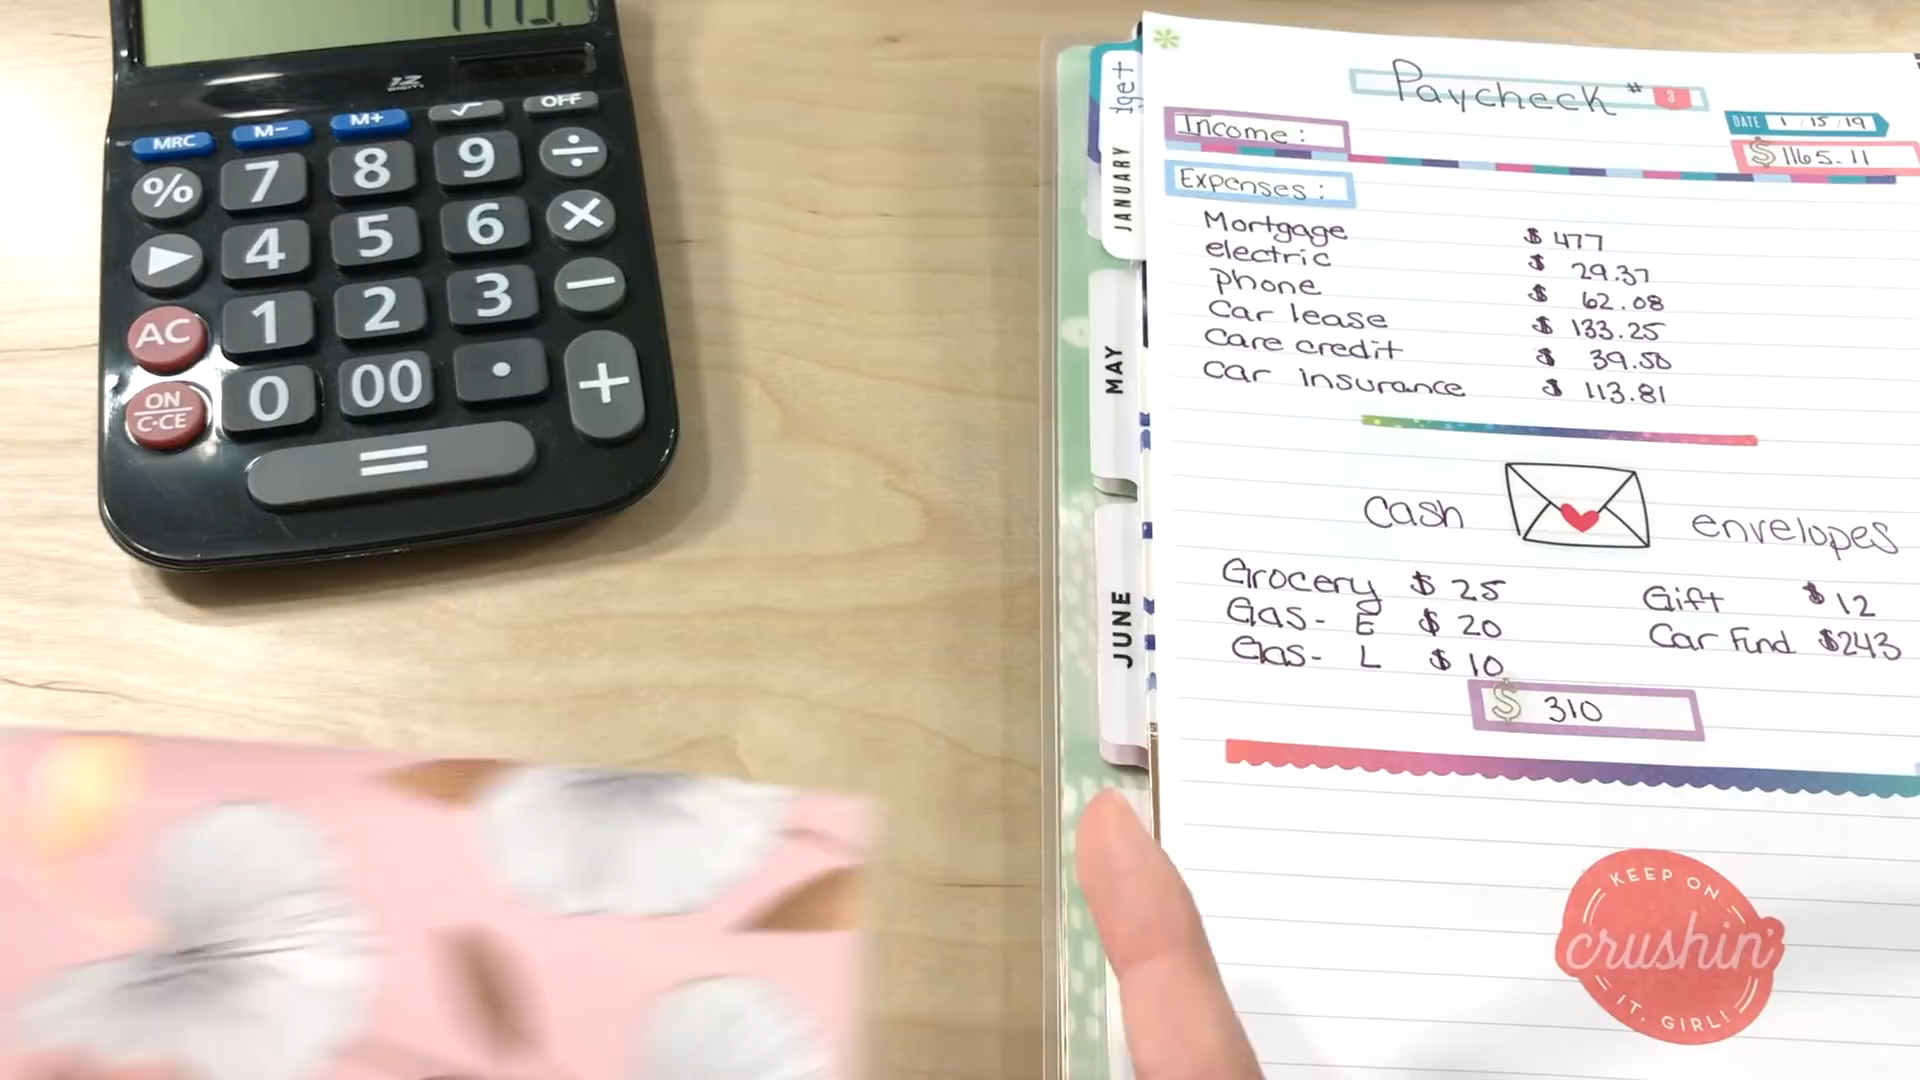 12
DIGITS
MRC M- M+ √ OFF
% 7 8 9 ÷
▶ 4 5 6 ×
AC 1 2 3 −
ON
C·CE 0 00 . +
=
JANUARY
MAY
JUNE
Paycheck # 3
DATE 1/15/19
Income:
$ 1165.11
Expenses:
Mortgage $ 477
electric $ 29.37
phone $ 62.08
Car lease $ 133.25
Care credit $ 39.50
Car insurance $ 113.81
Cash envelopes
Grocery $ 25 Gift $ 12
Gas- E $ 20 Car Fund $243
Gas- L $ 10
$ 310
KEEP ON
crushin'
IT, GIRL!